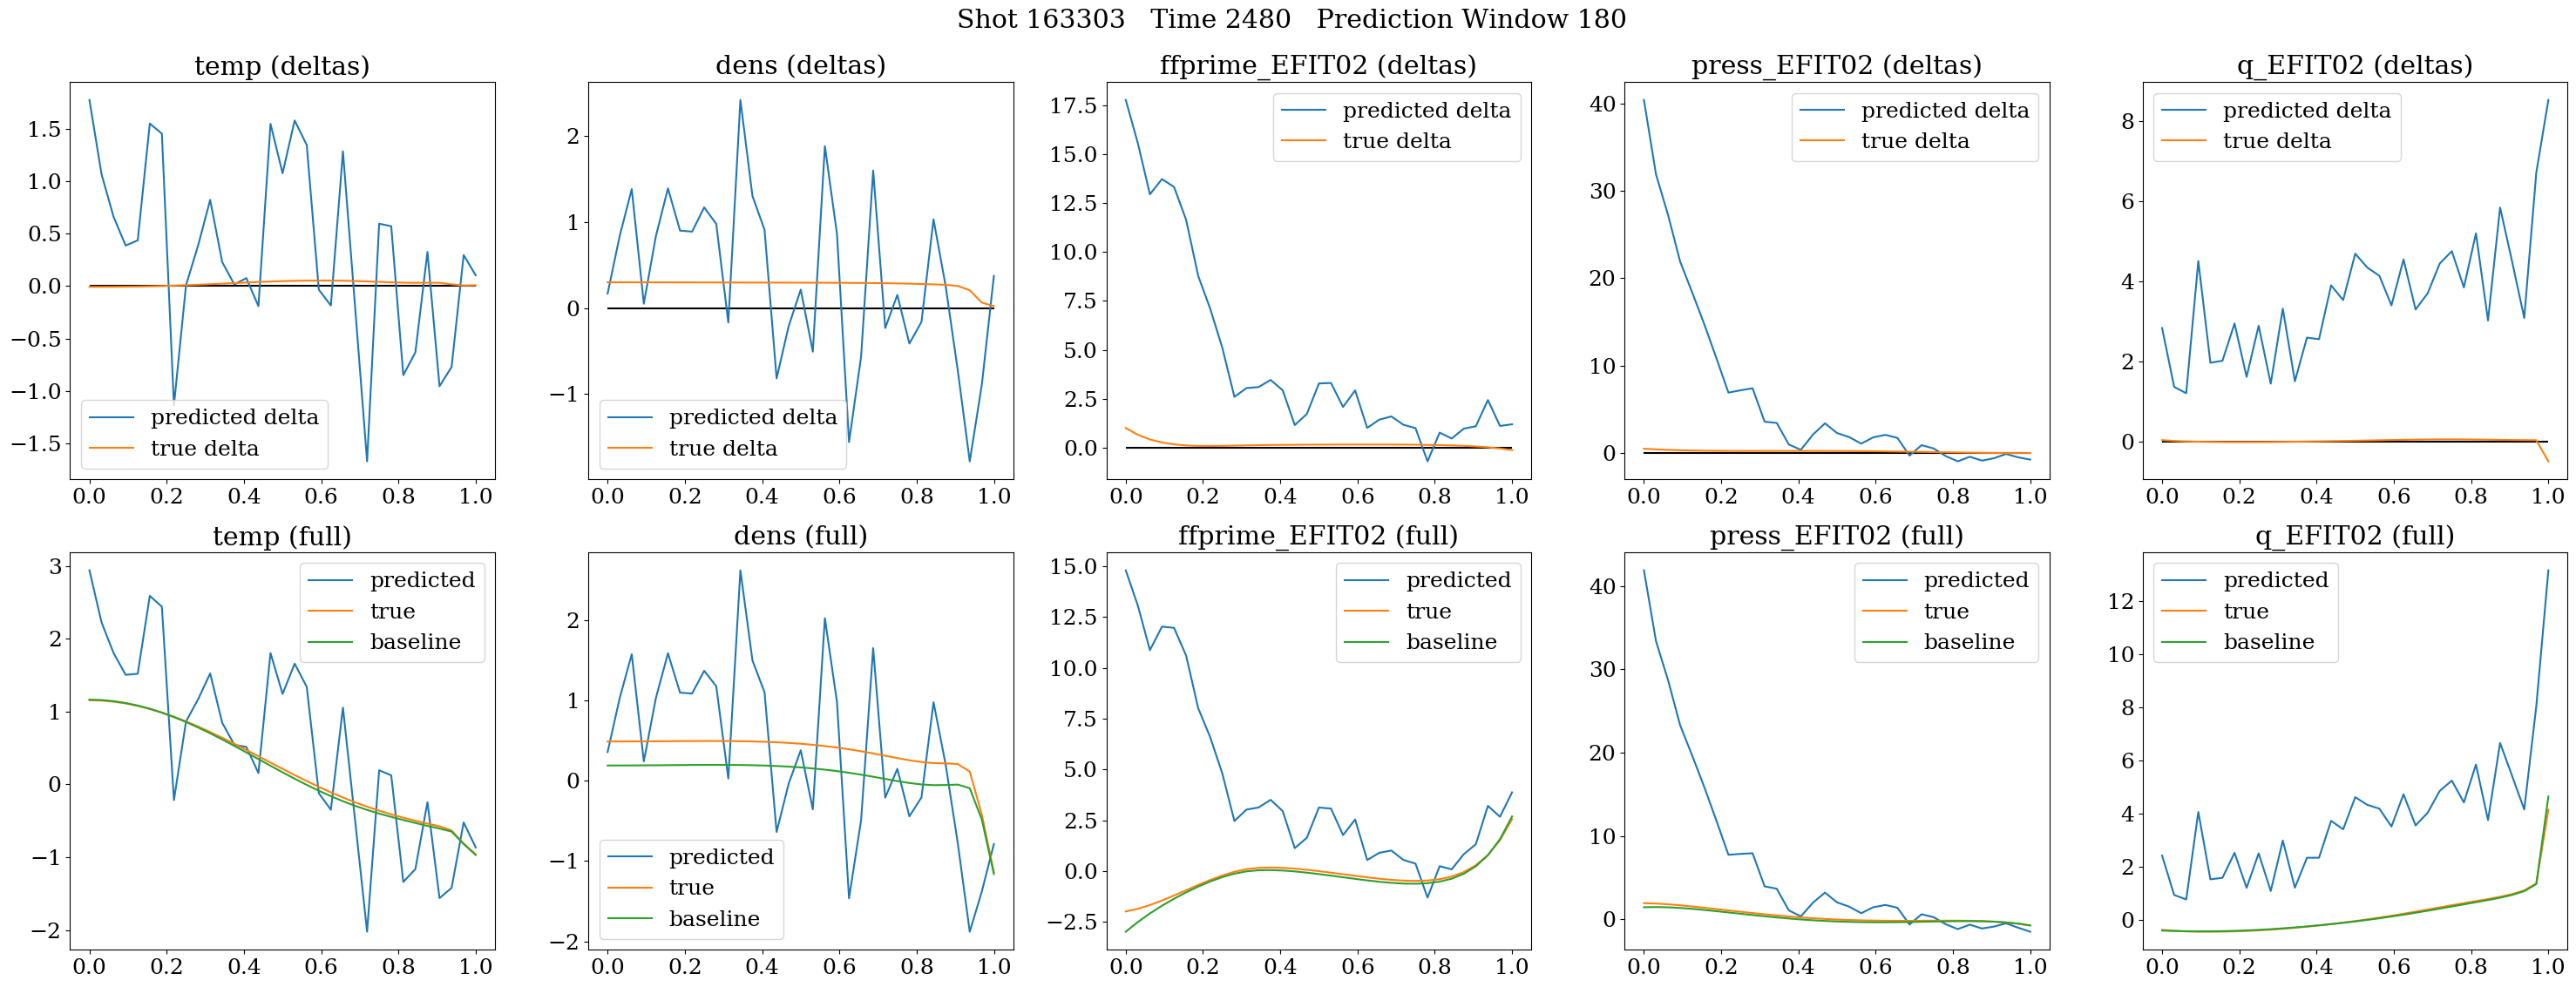 Shot 163303   Time 2480   Prediction Window 180
temp (deltas)
1.5
1.0
0.5
0.0
−0.5
−1.0
−1.5
predicted delta
true delta
0.0 0.2 0.4 0.6 0.8 1.0
dens (deltas)
2
1
0
−1
predicted delta
true delta
0.0 0.2 0.4 0.6 0.8 1.0
ffprime_EFIT02 (deltas)
17.5
15.0
12.5
10.0
7.5
5.0
2.5
0.0
predicted delta
true delta
0.0 0.2 0.4 0.6 0.8 1.0
press_EFIT02 (deltas)
40
30
20
10
0
predicted delta
true delta
0.0 0.2 0.4 0.6 0.8 1.0
q_EFIT02 (deltas)
8
6
4
2
0
predicted delta
true delta
0.0 0.2 0.4 0.6 0.8 1.0
temp (full)
3
2
1
0
−1
−2
predicted
true
baseline
0.0 0.2 0.4 0.6 0.8 1.0
dens (full)
2
1
0
−1
−2
predicted
true
baseline
0.0 0.2 0.4 0.6 0.8 1.0
ffprime_EFIT02 (full)
15.0
12.5
10.0
7.5
5.0
2.5
0.0
−2.5
predicted
true
baseline
0.0 0.2 0.4 0.6 0.8 1.0
press_EFIT02 (full)
40
30
20
10
0
predicted
true
baseline
0.0 0.2 0.4 0.6 0.8 1.0
q_EFIT02 (full)
12
10
8
6
4
2
0
predicted
true
baseline
0.0 0.2 0.4 0.6 0.8 1.0